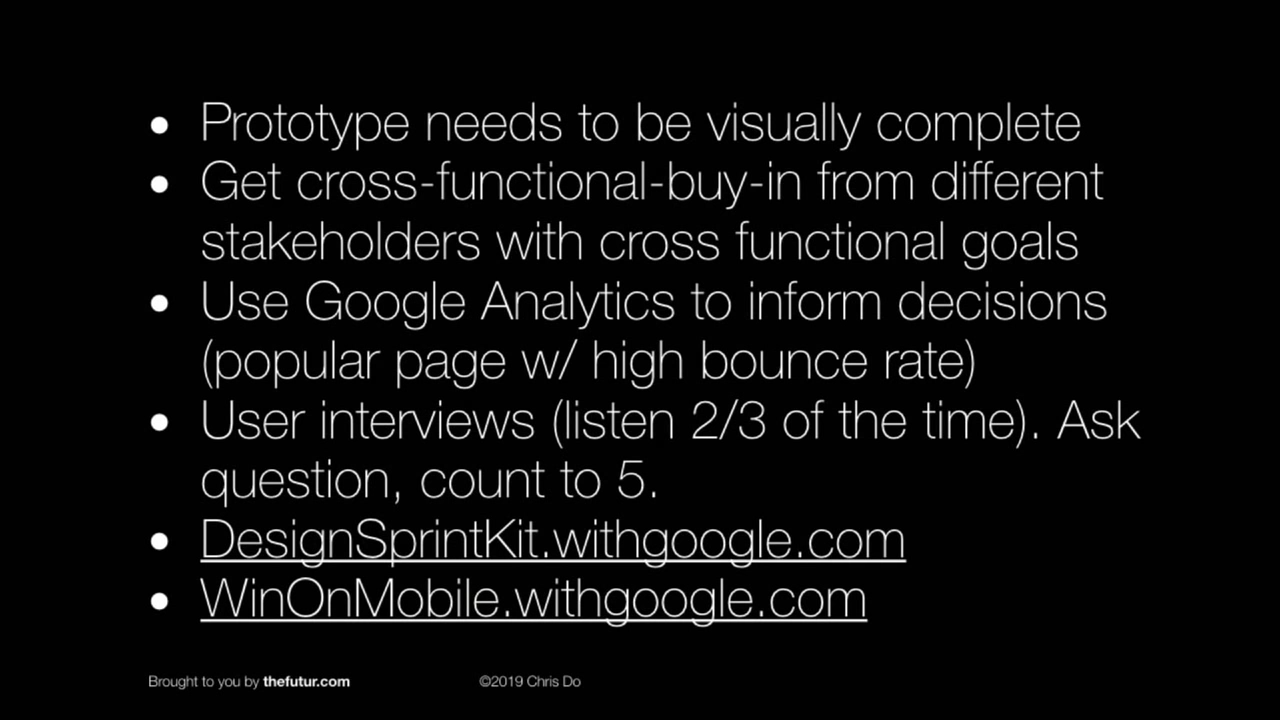 • Prototype needs to be visually complete
• Get cross-functional-buy-in from different
stakeholders with cross functional goals
• Use Google Analytics to inform decisions
(popular page w/ high bounce rate)
• User interviews (listen 2/3 of the time). Ask
question, count to 5.
• DesignSprintKit.withgoogle.com
• WinOnMobile.withgoogle.com
Brought to you by thefutur.com ©2019 Chris Do